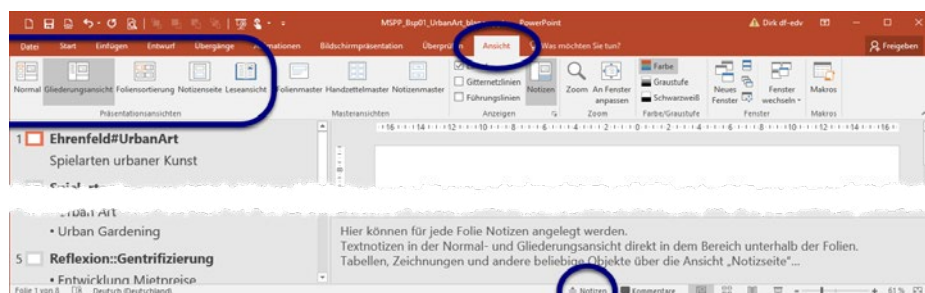 MSPP_Bsp01_UrbanArt_ PowerPoint
Dirk df-edv
Datei Start Einfügen Entwurf Übergänge Bildschirmpräsentation Überprüfen Ansicht Was möchten Sie tun? Freigeben
Normal Gliederungsansicht Foliensortierung Notizenseite Leseansicht Folienmaster Handzettelmaster Notizenmaster
Gitternetzlinien
Führungslinien
Notizen Zoom An Fenster anpassen
Farbe
Graustufe
Schwarzweiß
Neues Fenster
Fenster wechseln
Makros
Präsentationsansichten Masteransichten Anzeigen Zoom Farbe/Graustufe Fenster Makros
1 Ehrenfeld#UrbanArt
Spielarten urbaner Kunst
• Urban Gardening
5 Reflexion::Gentrifizierung
• Entwicklung Mietpreise
Hier können für jede Folie Notizen angelegt werden.
Textnotizen in der Normal- und Gliederungsansicht direkt in dem Bereich unterhalb der Folien.
Tabellen, Zeichnungen und andere beliebige Objekte über die Ansicht „Notizseite"...
Folie 1 von 8 Deutsch (Deutschland) Notizen Kommentare 61 %